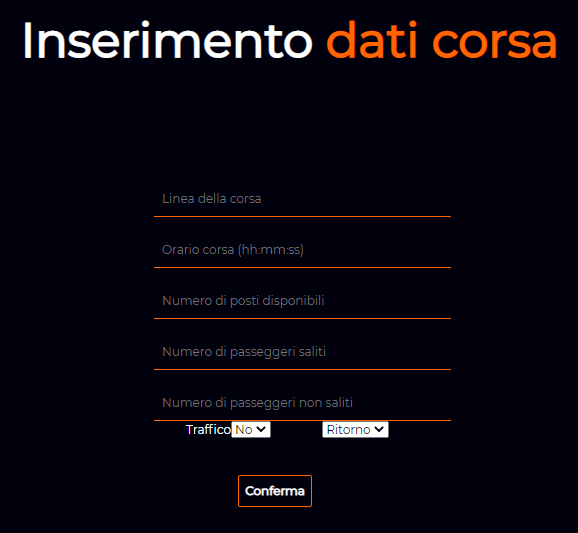 Inserimento dati corsa
Linea della corsa
Orario corsa (hh:mm:ss)
Numero di posti disponibili
Numero di passeggeri saliti
Numero di passeggeri non saliti
Traffico No Ritorno
Conferma